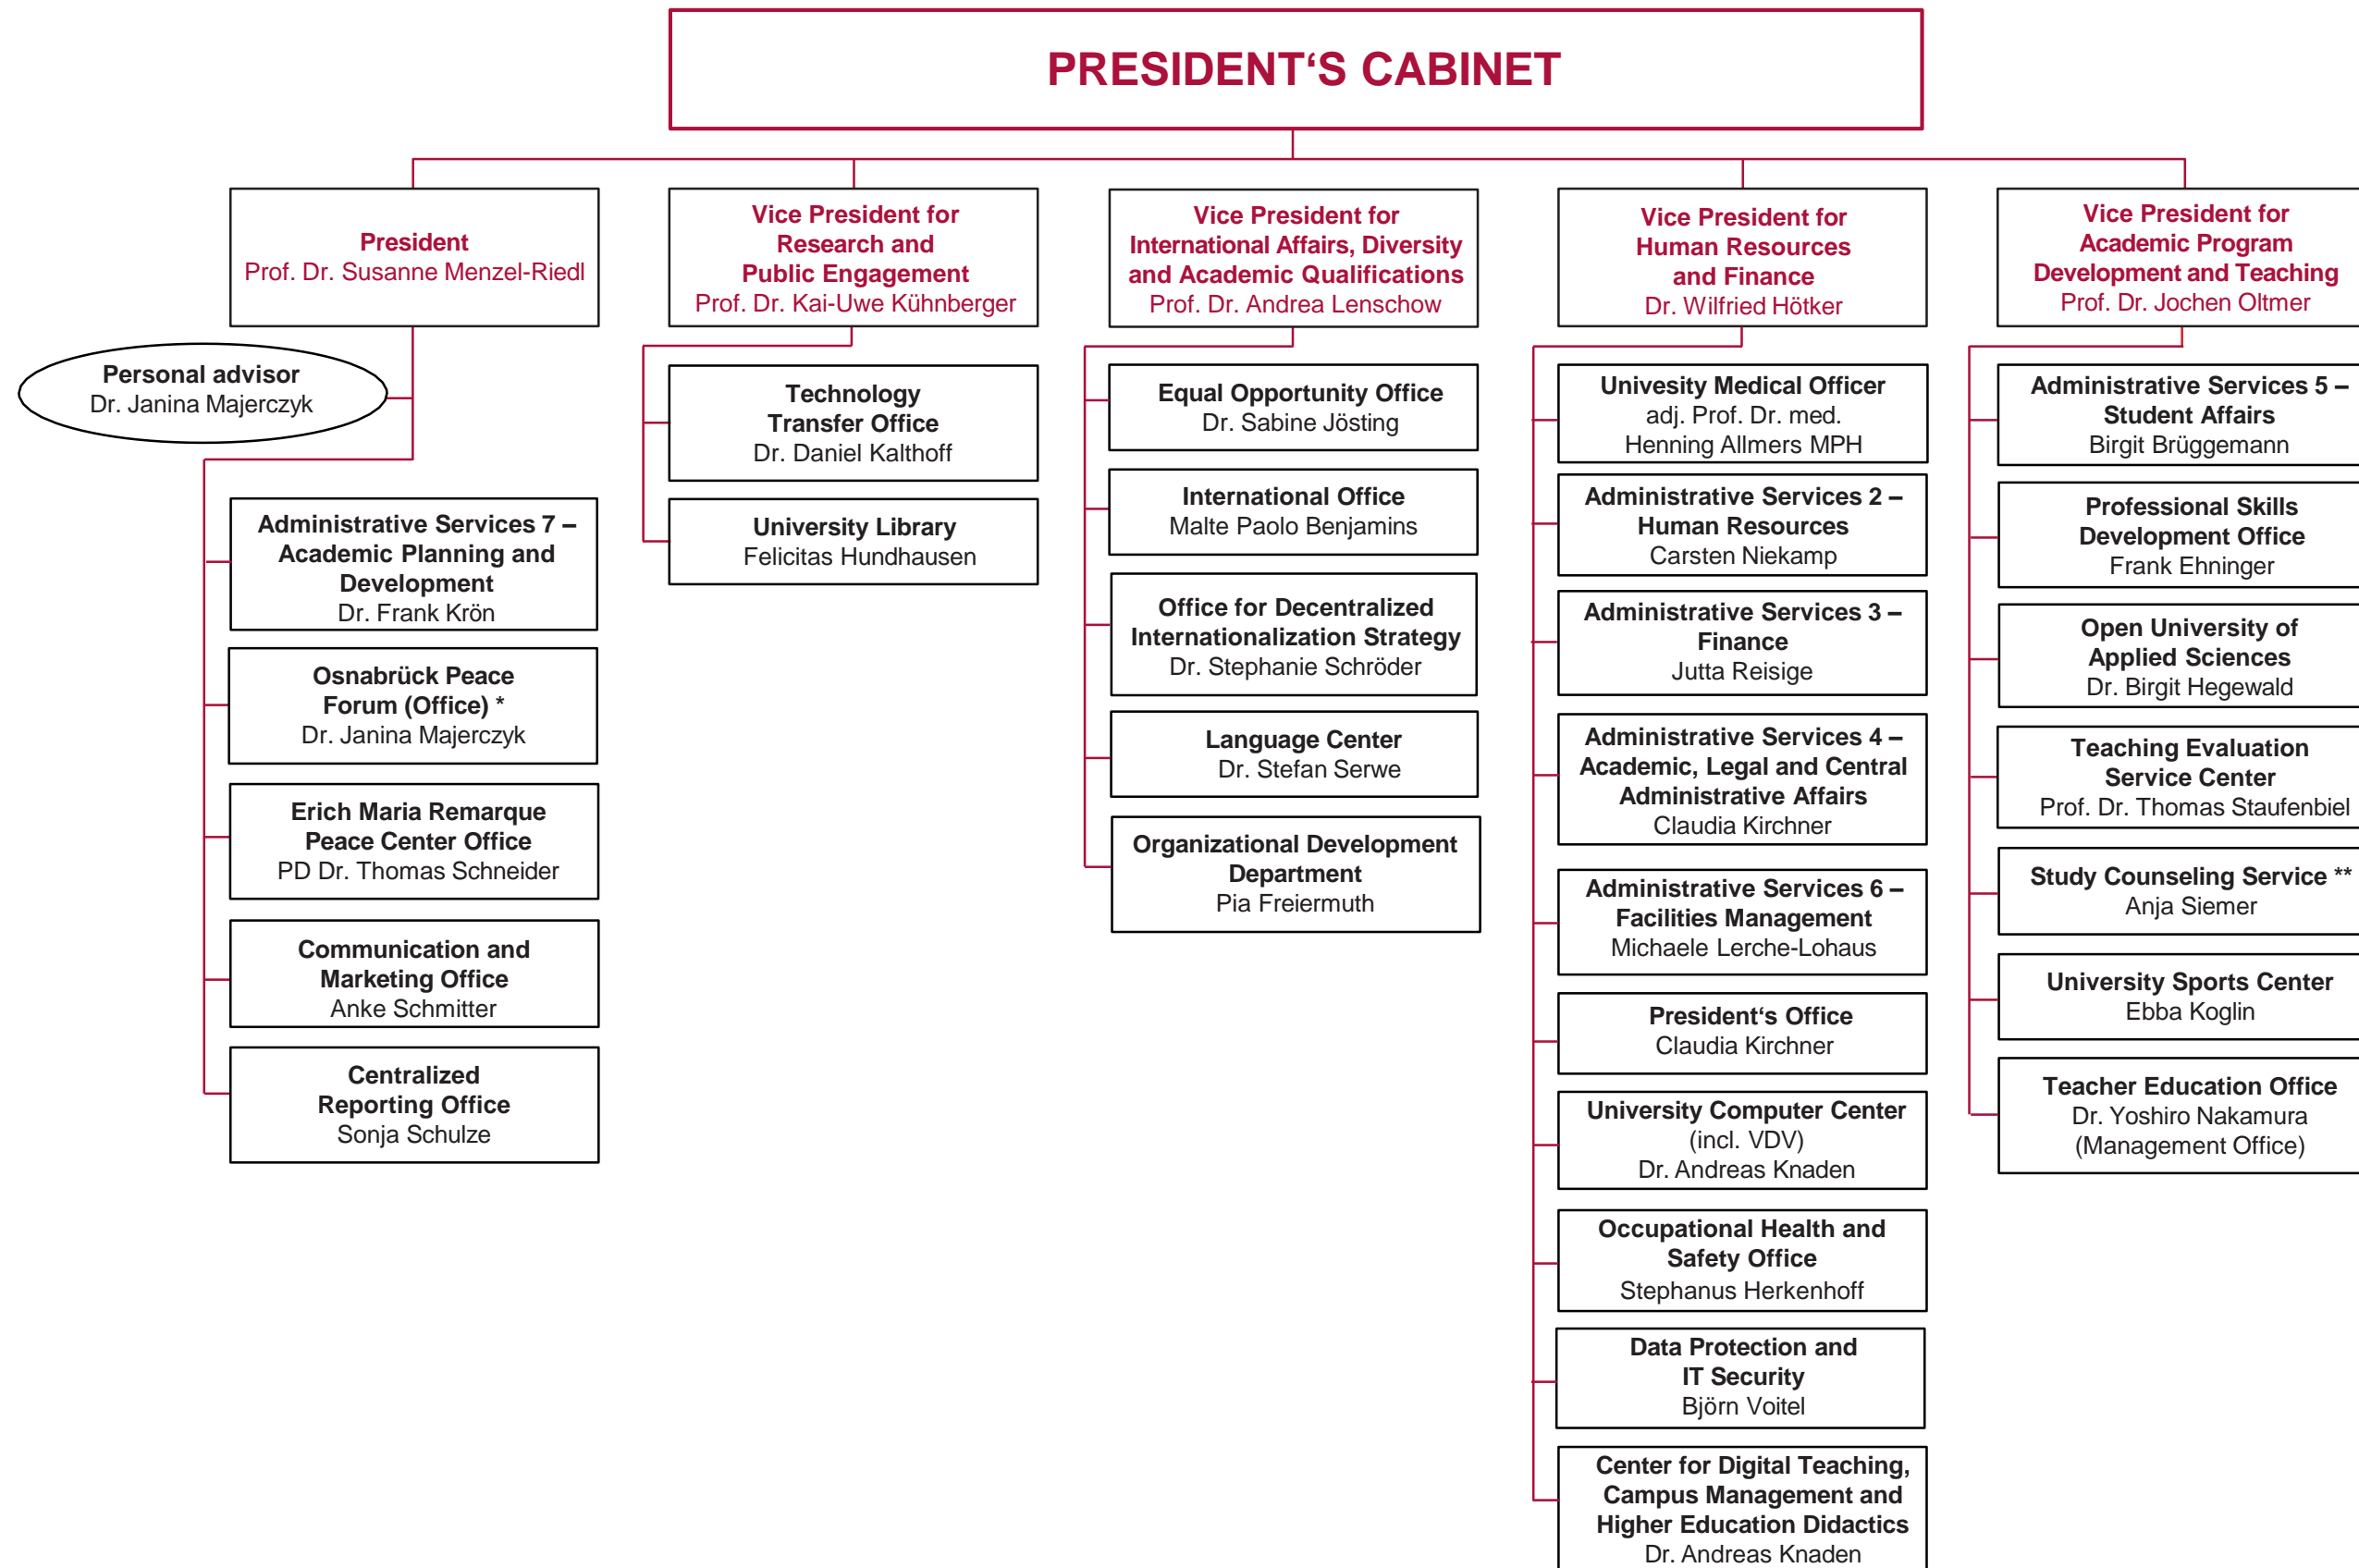 PRESIDENT‘S CABINET
President
Prof. Dr. Susanne Menzel-Riedl
Personal advisor
Dr. Janina Majerczyk
Administrative Services 7 –
Academic Planning and
Development
Dr. Frank Krön
Osnabrück Peace
Forum (Office) *
Dr. Janina Majerczyk
Erich Maria Remarque
Peace Center Office
PD Dr. Thomas Schneider
Communication and
Marketing Office
Anke Schmitter
Centralized
Reporting Office
Sonja Schulze
Vice President for
Research and
Public Engagement
Prof. Dr. Kai-Uwe Kühnberger
Technology
Transfer Office
Dr. Daniel Kalthoff
University Library
Felicitas Hundhausen
Vice President for
International Affairs, Diversity
and Academic Qualifications
Prof. Dr. Andrea Lenschow
Equal Opportunity Office
Dr. Sabine Jösting
International Office
Malte Paolo Benjamins
Office for Decentralized
Internationalization Strategy
Dr. Stephanie Schröder
Language Center
Dr. Stefan Serwe
Organizational Development
Department
Pia Freiermuth
Vice President for
Human Resources
and Finance
Dr. Wilfried Hötker
Univesity Medical Officer
adj. Prof. Dr. med.
Henning Allmers MPH
Administrative Services 2 –
Human Resources
Carsten Niekamp
Administrative Services 3 –
Finance
Jutta Reisige
Administrative Services 4 –
Academic, Legal and Central
Administrative Affairs
Claudia Kirchner
Administrative Services 6 –
Facilities Management
Michaele Lerche-Lohaus
President‘s Office
Claudia Kirchner
University Computer Center
(incl. VDV)
Dr. Andreas Knaden
Occupational Health and
Safety Office
Stephanus Herkenhoff
Data Protection and
IT Security
Björn Voitel
Center for Digital Teaching,
Campus Management and
Higher Education Didactics
Dr. Andreas Knaden
Vice President for
Academic Program
Development and Teaching
Prof. Dr. Jochen Oltmer
Administrative Services 5 –
Student Affairs
Birgit Brüggemann
Professional Skills
Development Office
Frank Ehninger
Open University of
Applied Sciences
Dr. Birgit Hegewald
Teaching Evaluation
Service Center
Prof. Dr. Thomas Staufenbiel
Study Counseling Service **
Anja Siemer
University Sports Center
Ebba Koglin
Teacher Education Office
Dr. Yoshiro Nakamura
(Management Office)